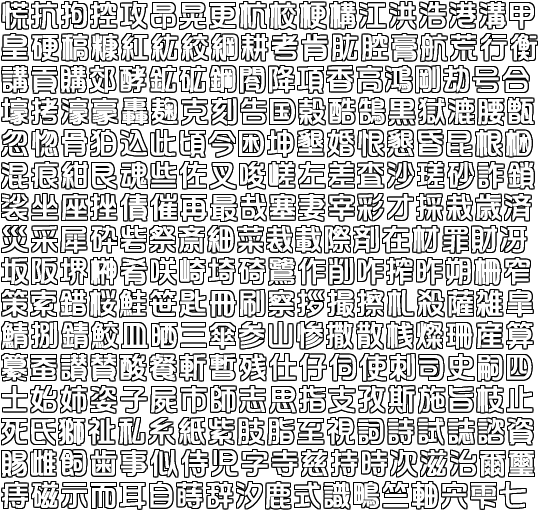 慌抗拘控攻昂晃更杭校梗構江洪浩港溝甲
皇硬稿糠紅紘絞綱耕考肯肱腔膏航荒行衡
講貢購郊酵鉱砿鋼閤降項香高鴻剛劫号合
壕拷濠豪轟麹克刻告国穀酷鵠黒獄漉腰甑
忽惚骨狛込此頃今困坤墾婚恨懇昏昆根梱
混痕紺艮魂些佐叉唆嵯左差査沙瑳砂詐鎖
裟坐座挫債催再最哉塞妻宰彩才採栽歳済
災采犀砕砦祭斎細菜裁載際剤在材罪財冴
坂阪堺榊肴咲崎埼碕鷺作削咋搾昨朔柵窄
策索錯桜鮭笹匙冊刷察拶撮擦札殺薩雑皐
鯖捌錆鮫皿晒三傘参山惨撒散桟燦珊産算
纂蚕讃賛酸餐斬暫残仕仔伺使刺司史嗣四
士始姉姿子屍市師志思指支孜斯施旨枝止
死氏獅祉私糸紙紫肢脂至視詞詩試誌諮資
賜雌飼歯事似侍児字寺慈持時次滋治爾璽
痔磁示而耳自蒔辞汐鹿式識鴫竺軸宍雫七